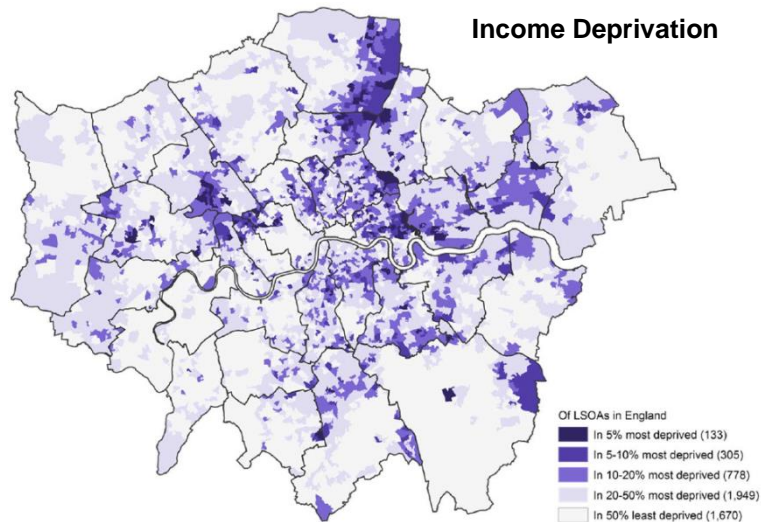 Income Deprivation
Of LSOAs in England
In 5% most deprived (133)
In 5-10% most deprived (305)
In 10-20% most deprived (778)
In 20-50% most deprived (1,949)
In 50% least deprived (1,670)